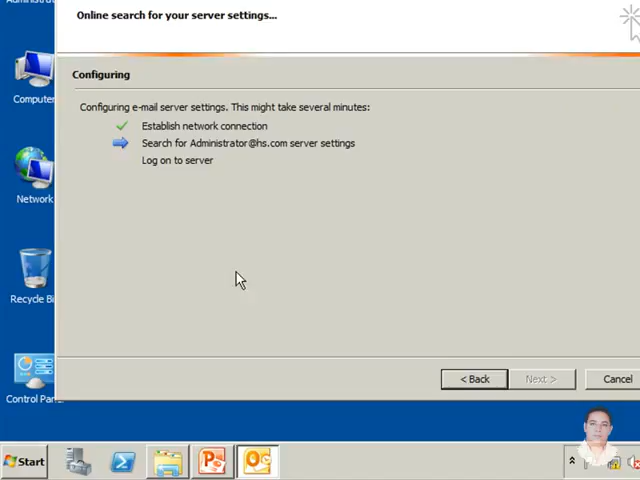 Administrator
Online search for your server settings...
Configuring
Configuring e-mail server settings. This might take several minutes:
Establish network connection
Search for Administrator@hs.com server settings
Log on to server
Computer
Network
Recycle Bi
Control Pan
< Back
Next >
Cancel
Start